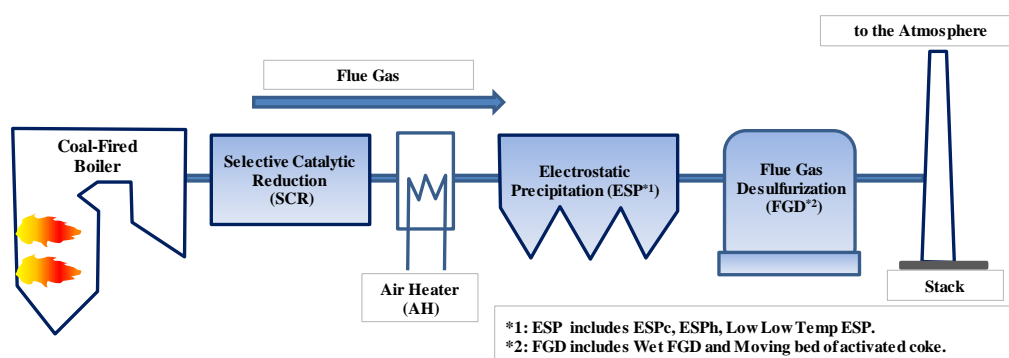 to the Atmosphere
Flue Gas
Coal-Fired
Boiler
Selective Catalytic
Reduction
(SCR)
Electrostatic
Precipitation (ESP*1)
Flue Gas
Desulfurization
(FGD*2)
Air Heater
(AH)
Stack
*1: ESP includes ESPc, ESPh, Low Low Temp ESP.
*2: FGD includes Wet FGD and Moving bed of activated coke.